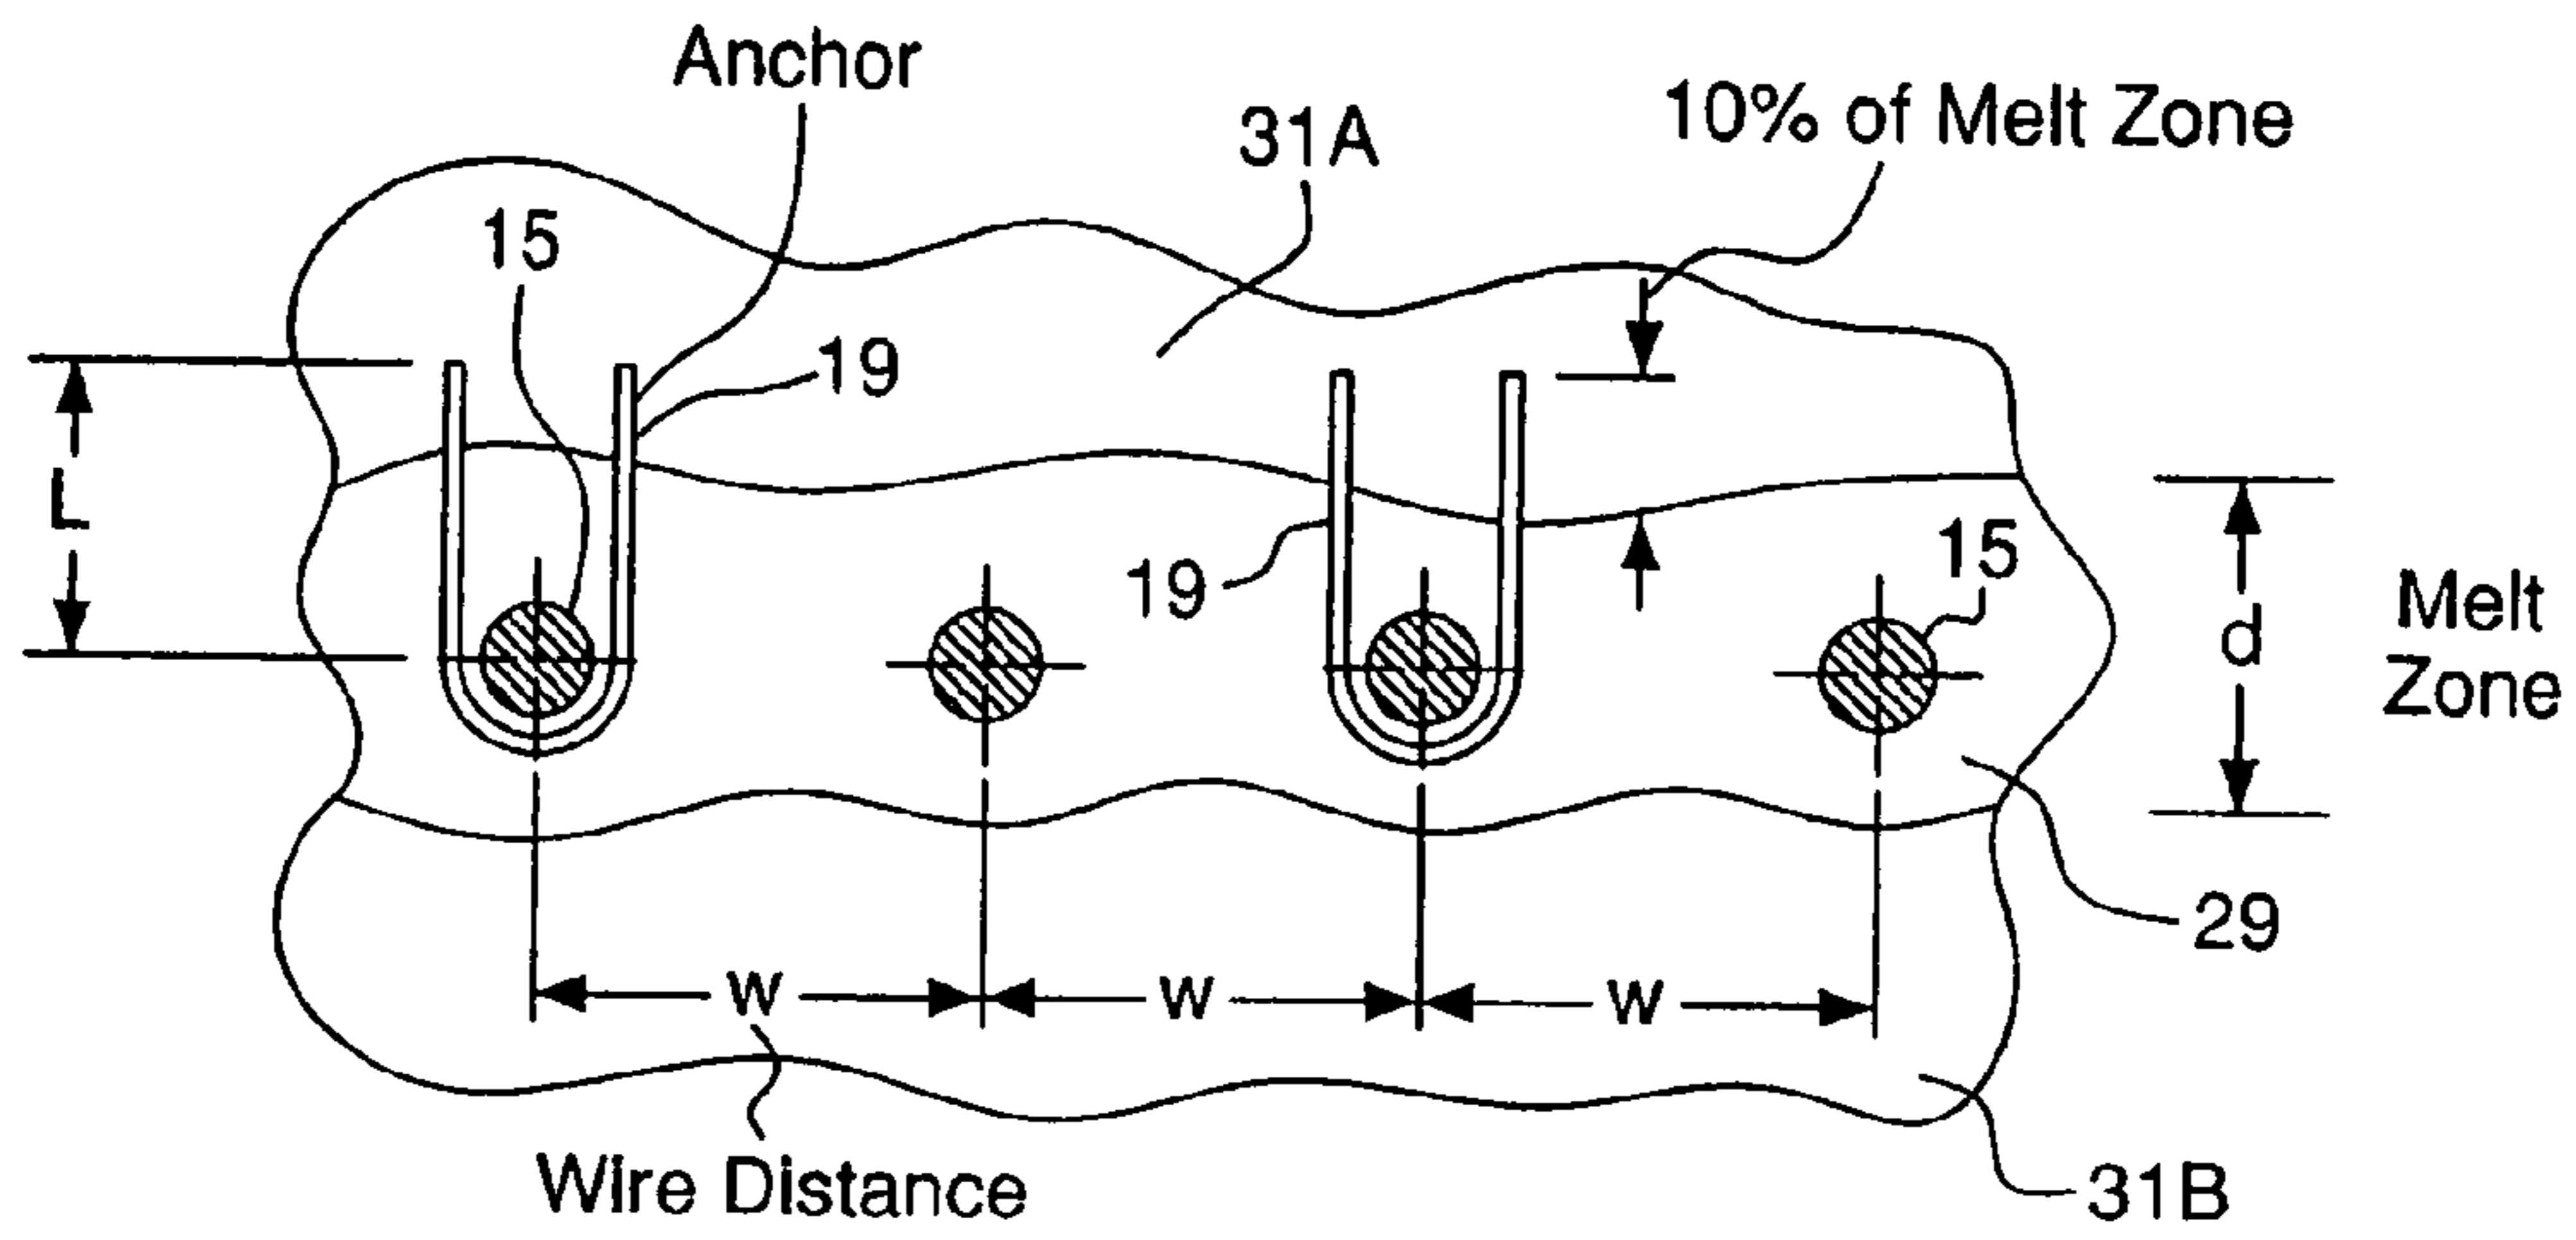 Anchor
10% of Melt Zone
31A
15
19
L
19
15
d
Melt
Zone
29
w
w
w
Wire Distance
31B